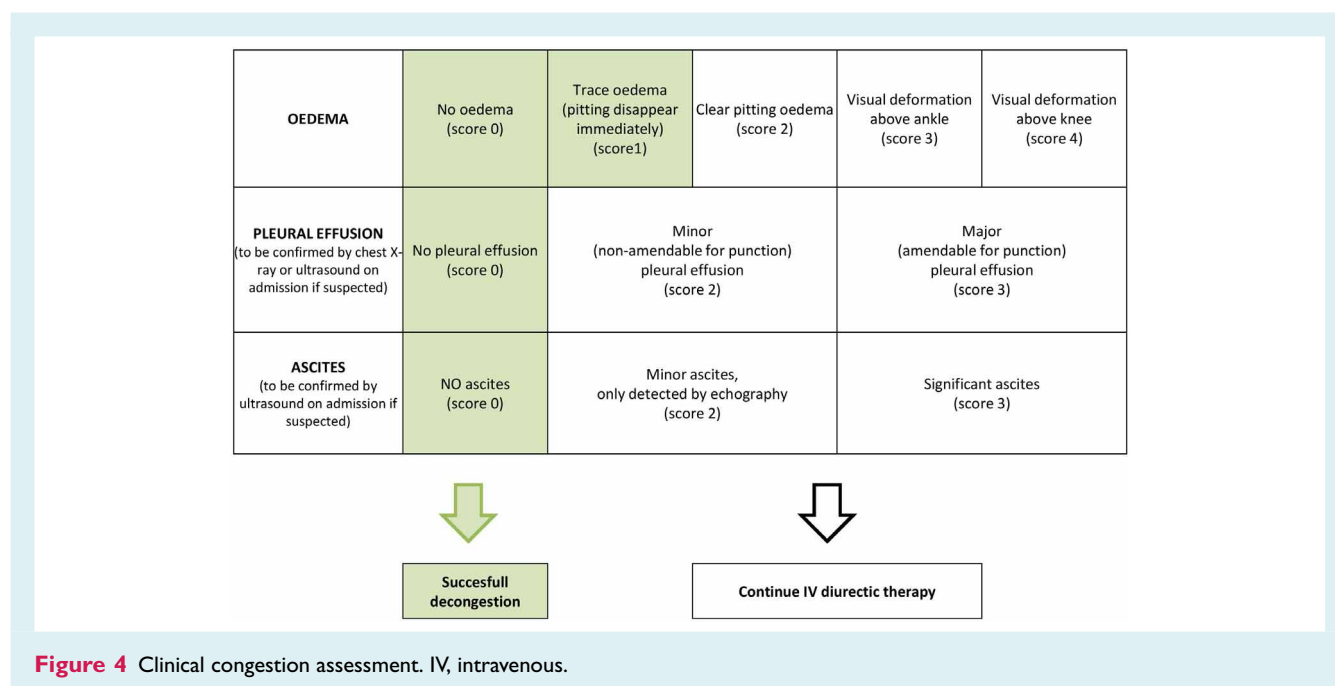 OEDEMA
No oedema
(score 0)
Trace oedema
(pitting disappear
immediately)
(score1)
Clear pitting oedema
(score 2)
Visual deformation
above ankle
(score 3)
Visual deformation
above knee
(score 4)
PLEURAL EFFUSION
(to be confirmed by chest X-
ray or ultrasound on
admission if suspected)
No pleural effusion
(score 0)
Minor
(non-amendable for punction)
pleural effusion
(score 2)
Major
(amendable for punction)
pleural effusion
(score 3)
ASCITES
(to be confirmed by
ultrasound on admission if
suspected)
NO ascites
(score 0)
Minor ascites,
only detected by echography
(score 2)
Significant ascites
(score 3)
Succesfull
decongestion
Continue IV diurectic therapy
Figure 4 Clinical congestion assessment. IV, intravenous.